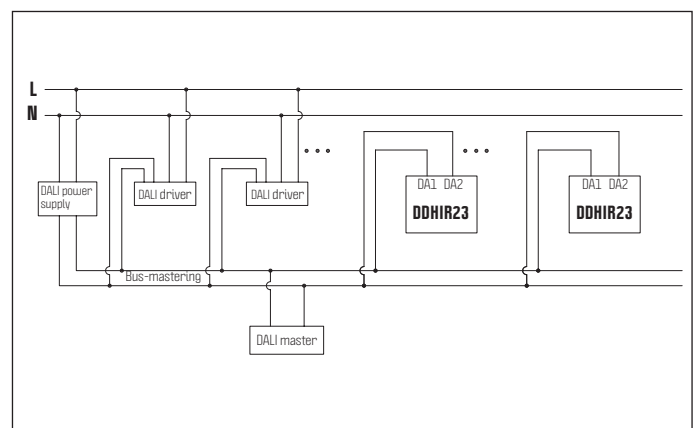 L
N
DALI power
supply
DALI driver
DALI driver
DA1 DA2
DDHIR23
DA1 DA2
DDHIR23
Bus-mastering
DALI master